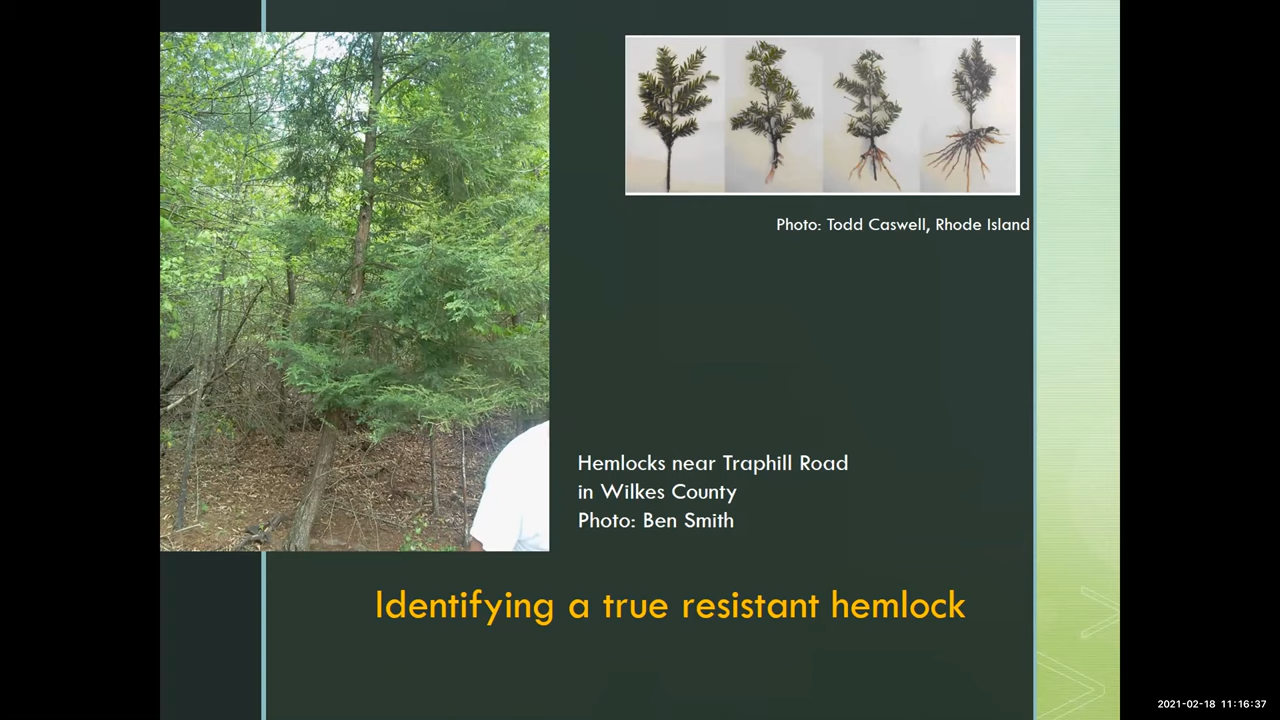 Photo: Todd Caswell, Rhode Island
Hemlocks near Traphill Road
in Wilkes County
Photo: Ben Smith
Identifying a true resistant hemlock
2021-02-18 11:16:37